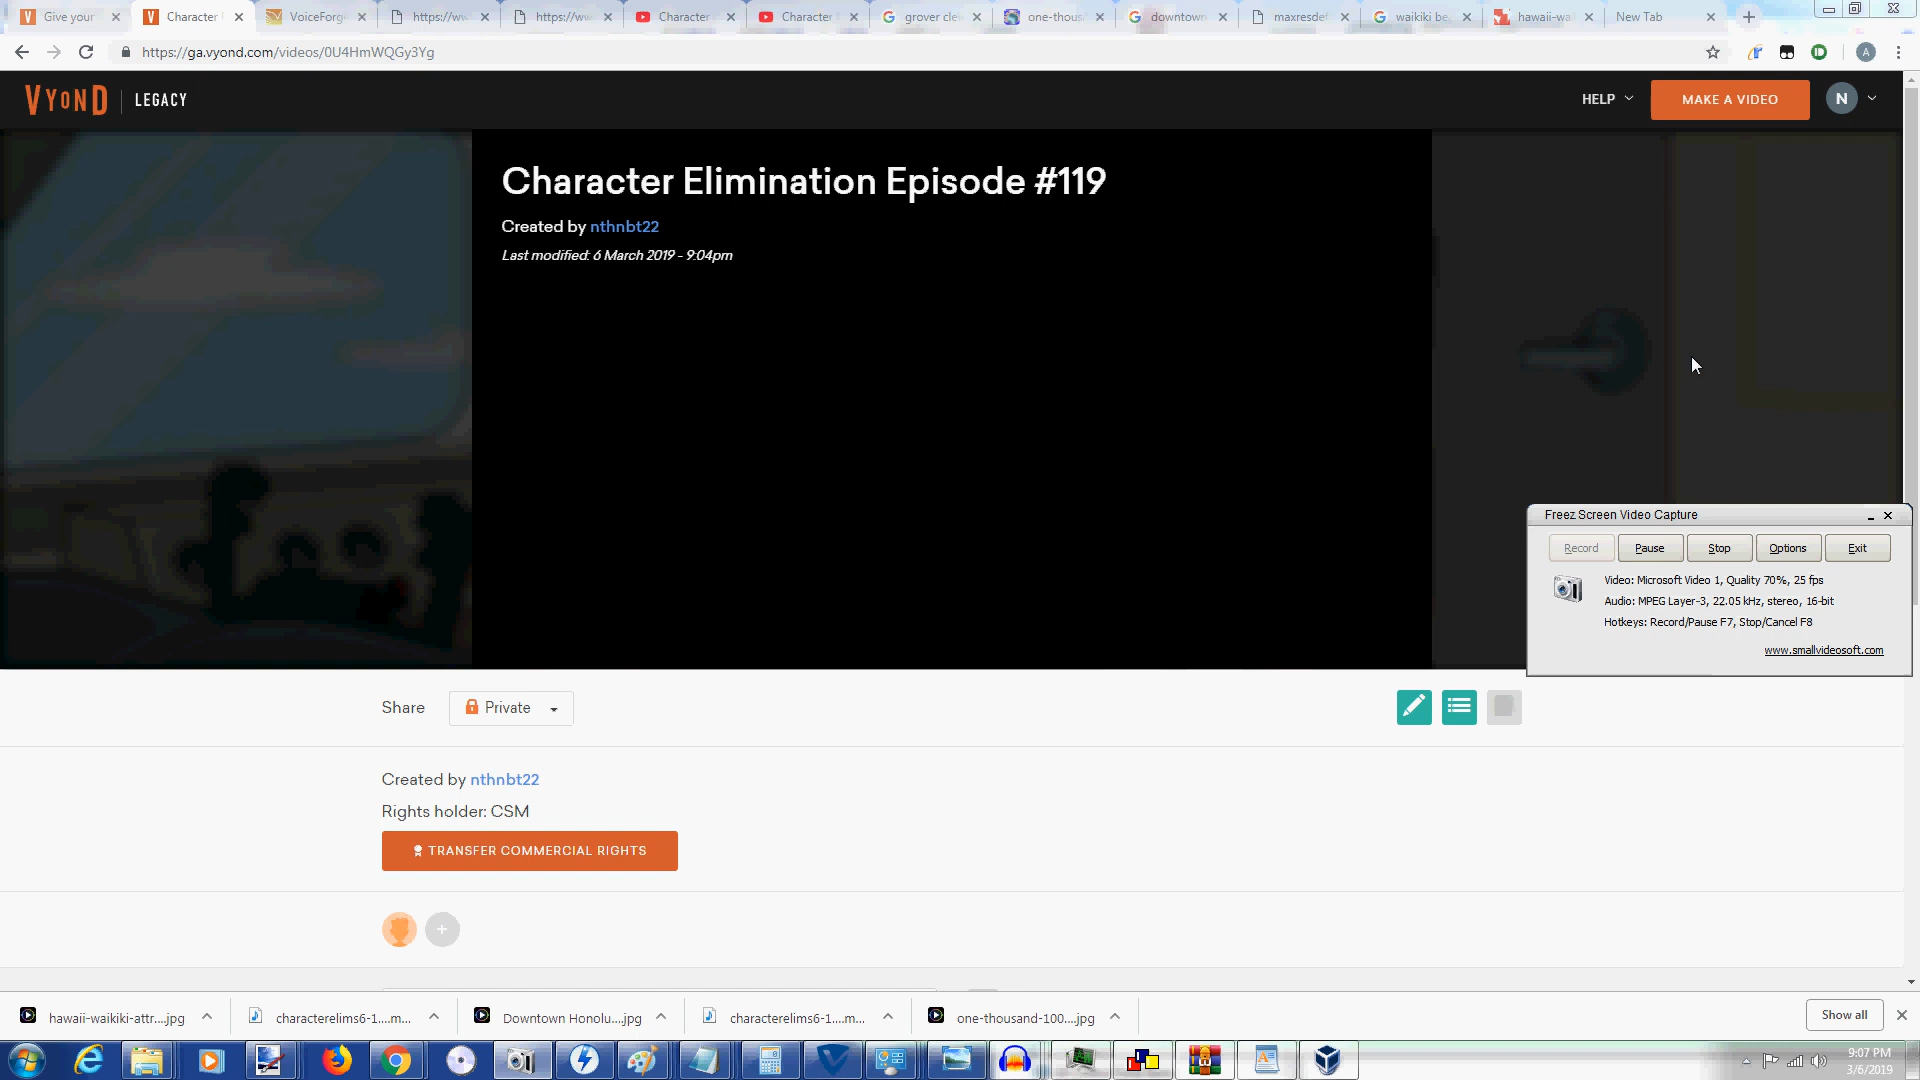 Give your
Character
VoiceForg
https://ww
https://ww
Character
Character
grover clei
one-thous
downtown
maxresdef
waikiki be
hawaii-wai
New Tab
https://ga.vyond.com/videos/0U4HmWQGy3Yg
A
VYOND LEGACY
HELP
MAKE A VIDEO
N
Character Elimination Episode #119
Created by nthnbt22
Last modified: 6 March 2019 - 9:04pm
Freez Screen Video Capture
Record Pause Stop Options Exit
Video: Microsoft Video 1, Quality 70%, 25 fps
Audio: MPEG Layer-3, 22.05 kHz, stereo, 16-bit
Hotkeys: Record/Pause F7, Stop/Cancel F8
www.smallvideosoft.com
Share Private
Created by nthnbt22
Rights holder: CSM
TRANSFER COMMERCIAL RIGHTS
hawaii-waikiki-attr....jpg
characterelims6-1....m...
Downtown Honolu....jpg
characterelims6-1....m...
one-thousand-100....jpg
Show all
9:07 PM
3/6/2019